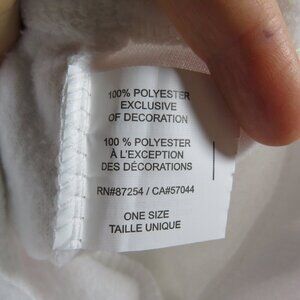 100% POLYESTER
EXCLUSIVE
OF DECORATION
100 % POLYESTER
À L'EXCEPTION
DES DÉCORATIONS
RN#87254 / CA#57044
ONE SIZE
TAILLE UNIQUE